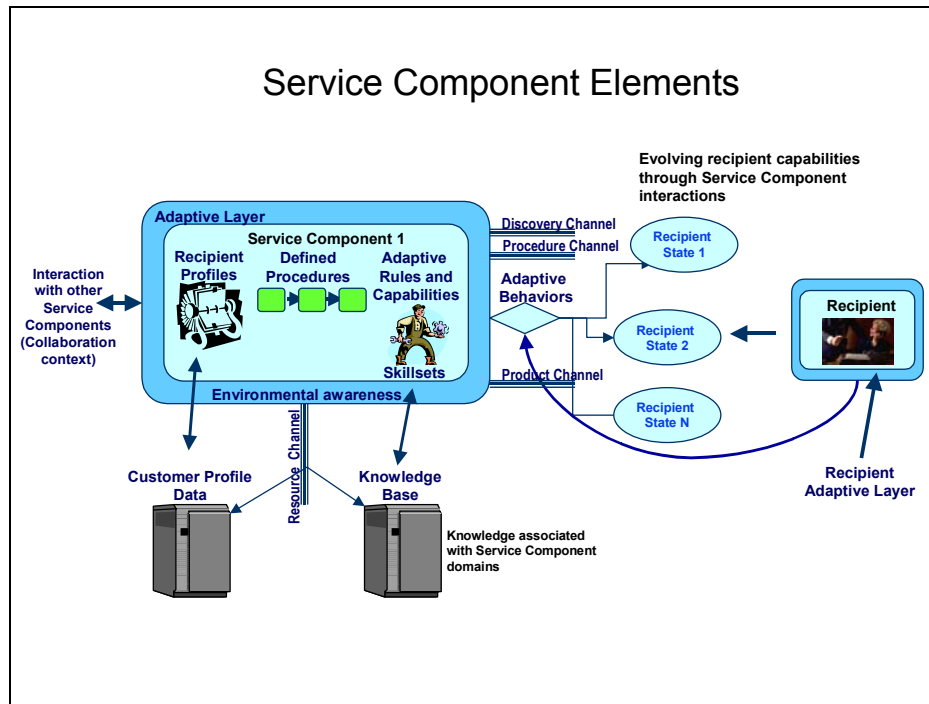 Service Component Elements
Evolving recipient capabilities
through Service Component
interactions
Adaptive Layer
Service Component 1
Recipient
Profiles
Defined
Procedures
Adaptive
Rules and
Capabilities
Skillsets
Environmental awareness
Interaction
with other
Service
Components
(Collaboration
context)
Discovery Channel
Procedure Channel
Adaptive
Behaviors
Product Channel
Resource Channel
Recipient
State 1
Recipient
State 2
Recipient
State N
Recipient
Recipient
Adaptive Layer
Customer Profile
Data
Knowledge
Base
Knowledge associated
with Service Component
domains